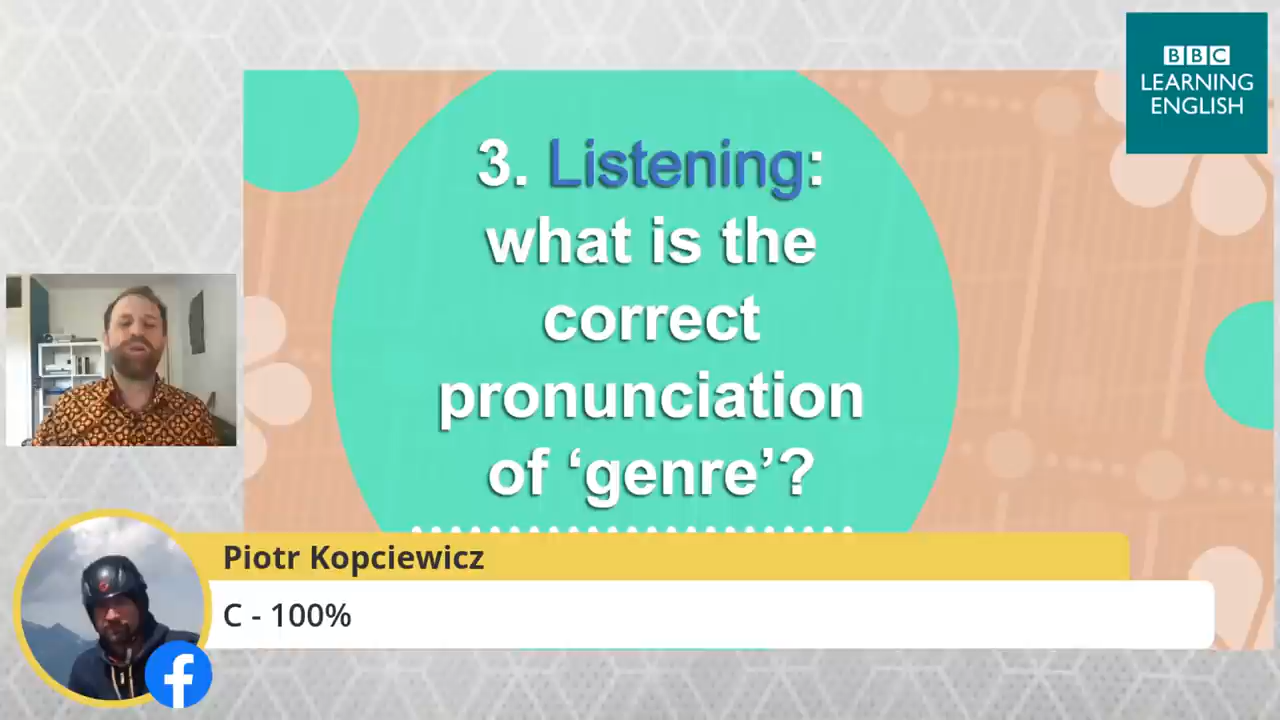 BBC
LEARNING
ENGLISH
3. Listening:
what is the
correct
pronunciation
of ‘genre’?
Piotr Kopciewicz
C - 100%